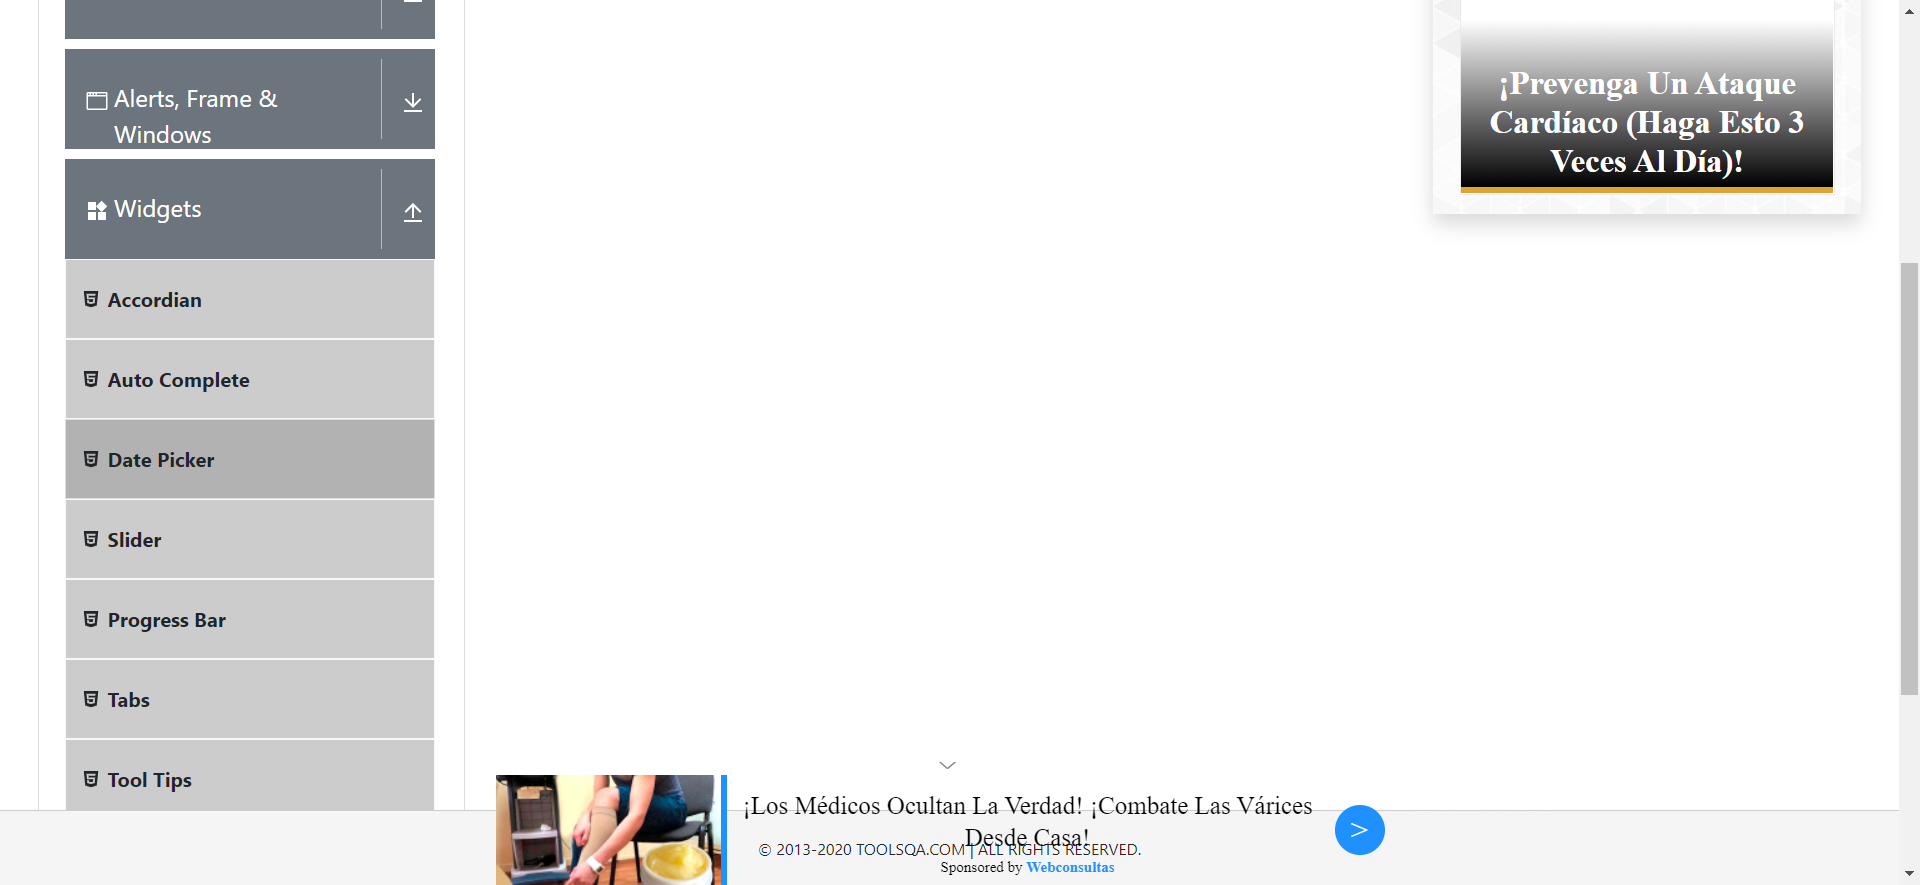 Alerts, Frame &
Windows
Widgets
Accordian
Auto Complete
Date Picker
Slider
Progress Bar
Tabs
Tool Tips
¡Prevenga Un Ataque
Cardíaco (Haga Esto 3
Veces Al Día)!
¡Los Médicos Ocultan La Verdad! ¡Combate Las Várices
Desde Casa!
© 2013-2020 TOOLSQA.COM | ALL RIGHTS RESERVED.
Sponsored by Webconsultas